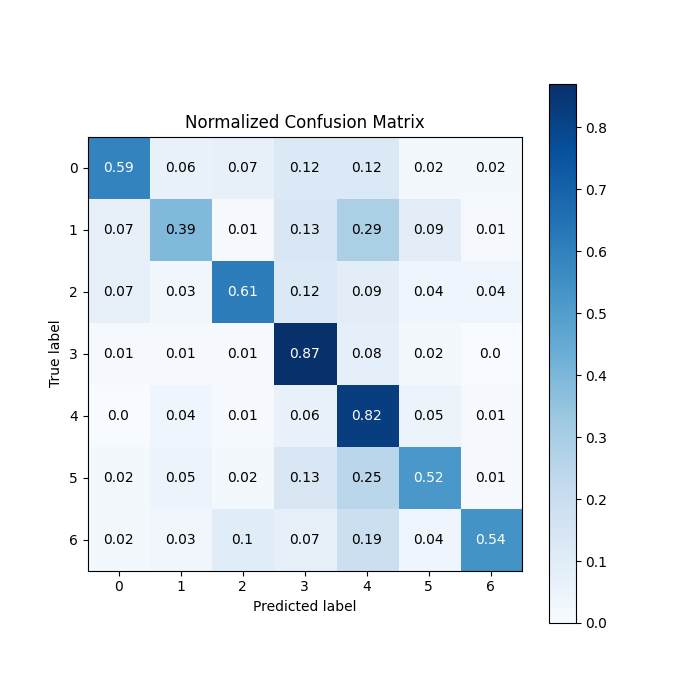 Normalized Confusion Matrix
0 0.59 0.06 0.07 0.12 0.12 0.02 0.02
1 0.07 0.39 0.01 0.13 0.29 0.09 0.01
2 0.07 0.03 0.61 0.12 0.09 0.04 0.04
3 0.01 0.01 0.01 0.87 0.08 0.02 0.0
4 0.0 0.04 0.01 0.06 0.82 0.05 0.01
5 0.02 0.05 0.02 0.13 0.25 0.52 0.01
6 0.02 0.03 0.1 0.07 0.19 0.04 0.54
0 1 2 3 4 5 6
Predicted label
True label
0.8
0.7
0.6
0.5
0.4
0.3
0.2
0.1
0.0